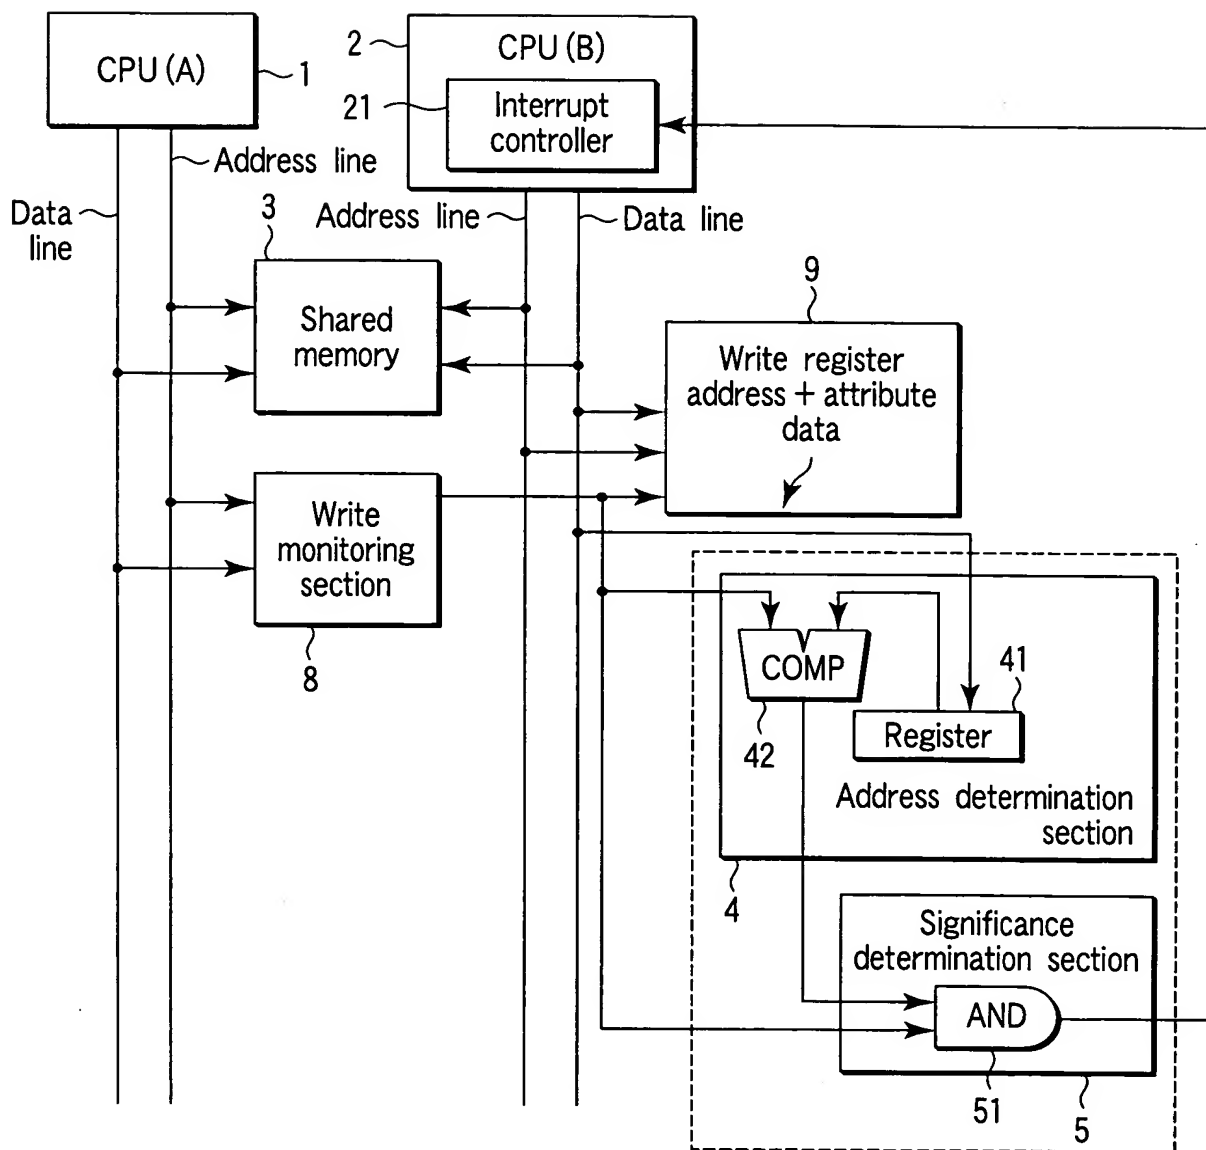 CPU (A)
1
2
CPU (B)
21
Interrupt
controller
Address line
Data
line
3
Address line
Data line
Shared
memory
9
Write register
address + attribute
data
Write
monitoring
section
8
COMP
42
41
Register
Address determination
section
4
Significance
determination section
AND
51
5